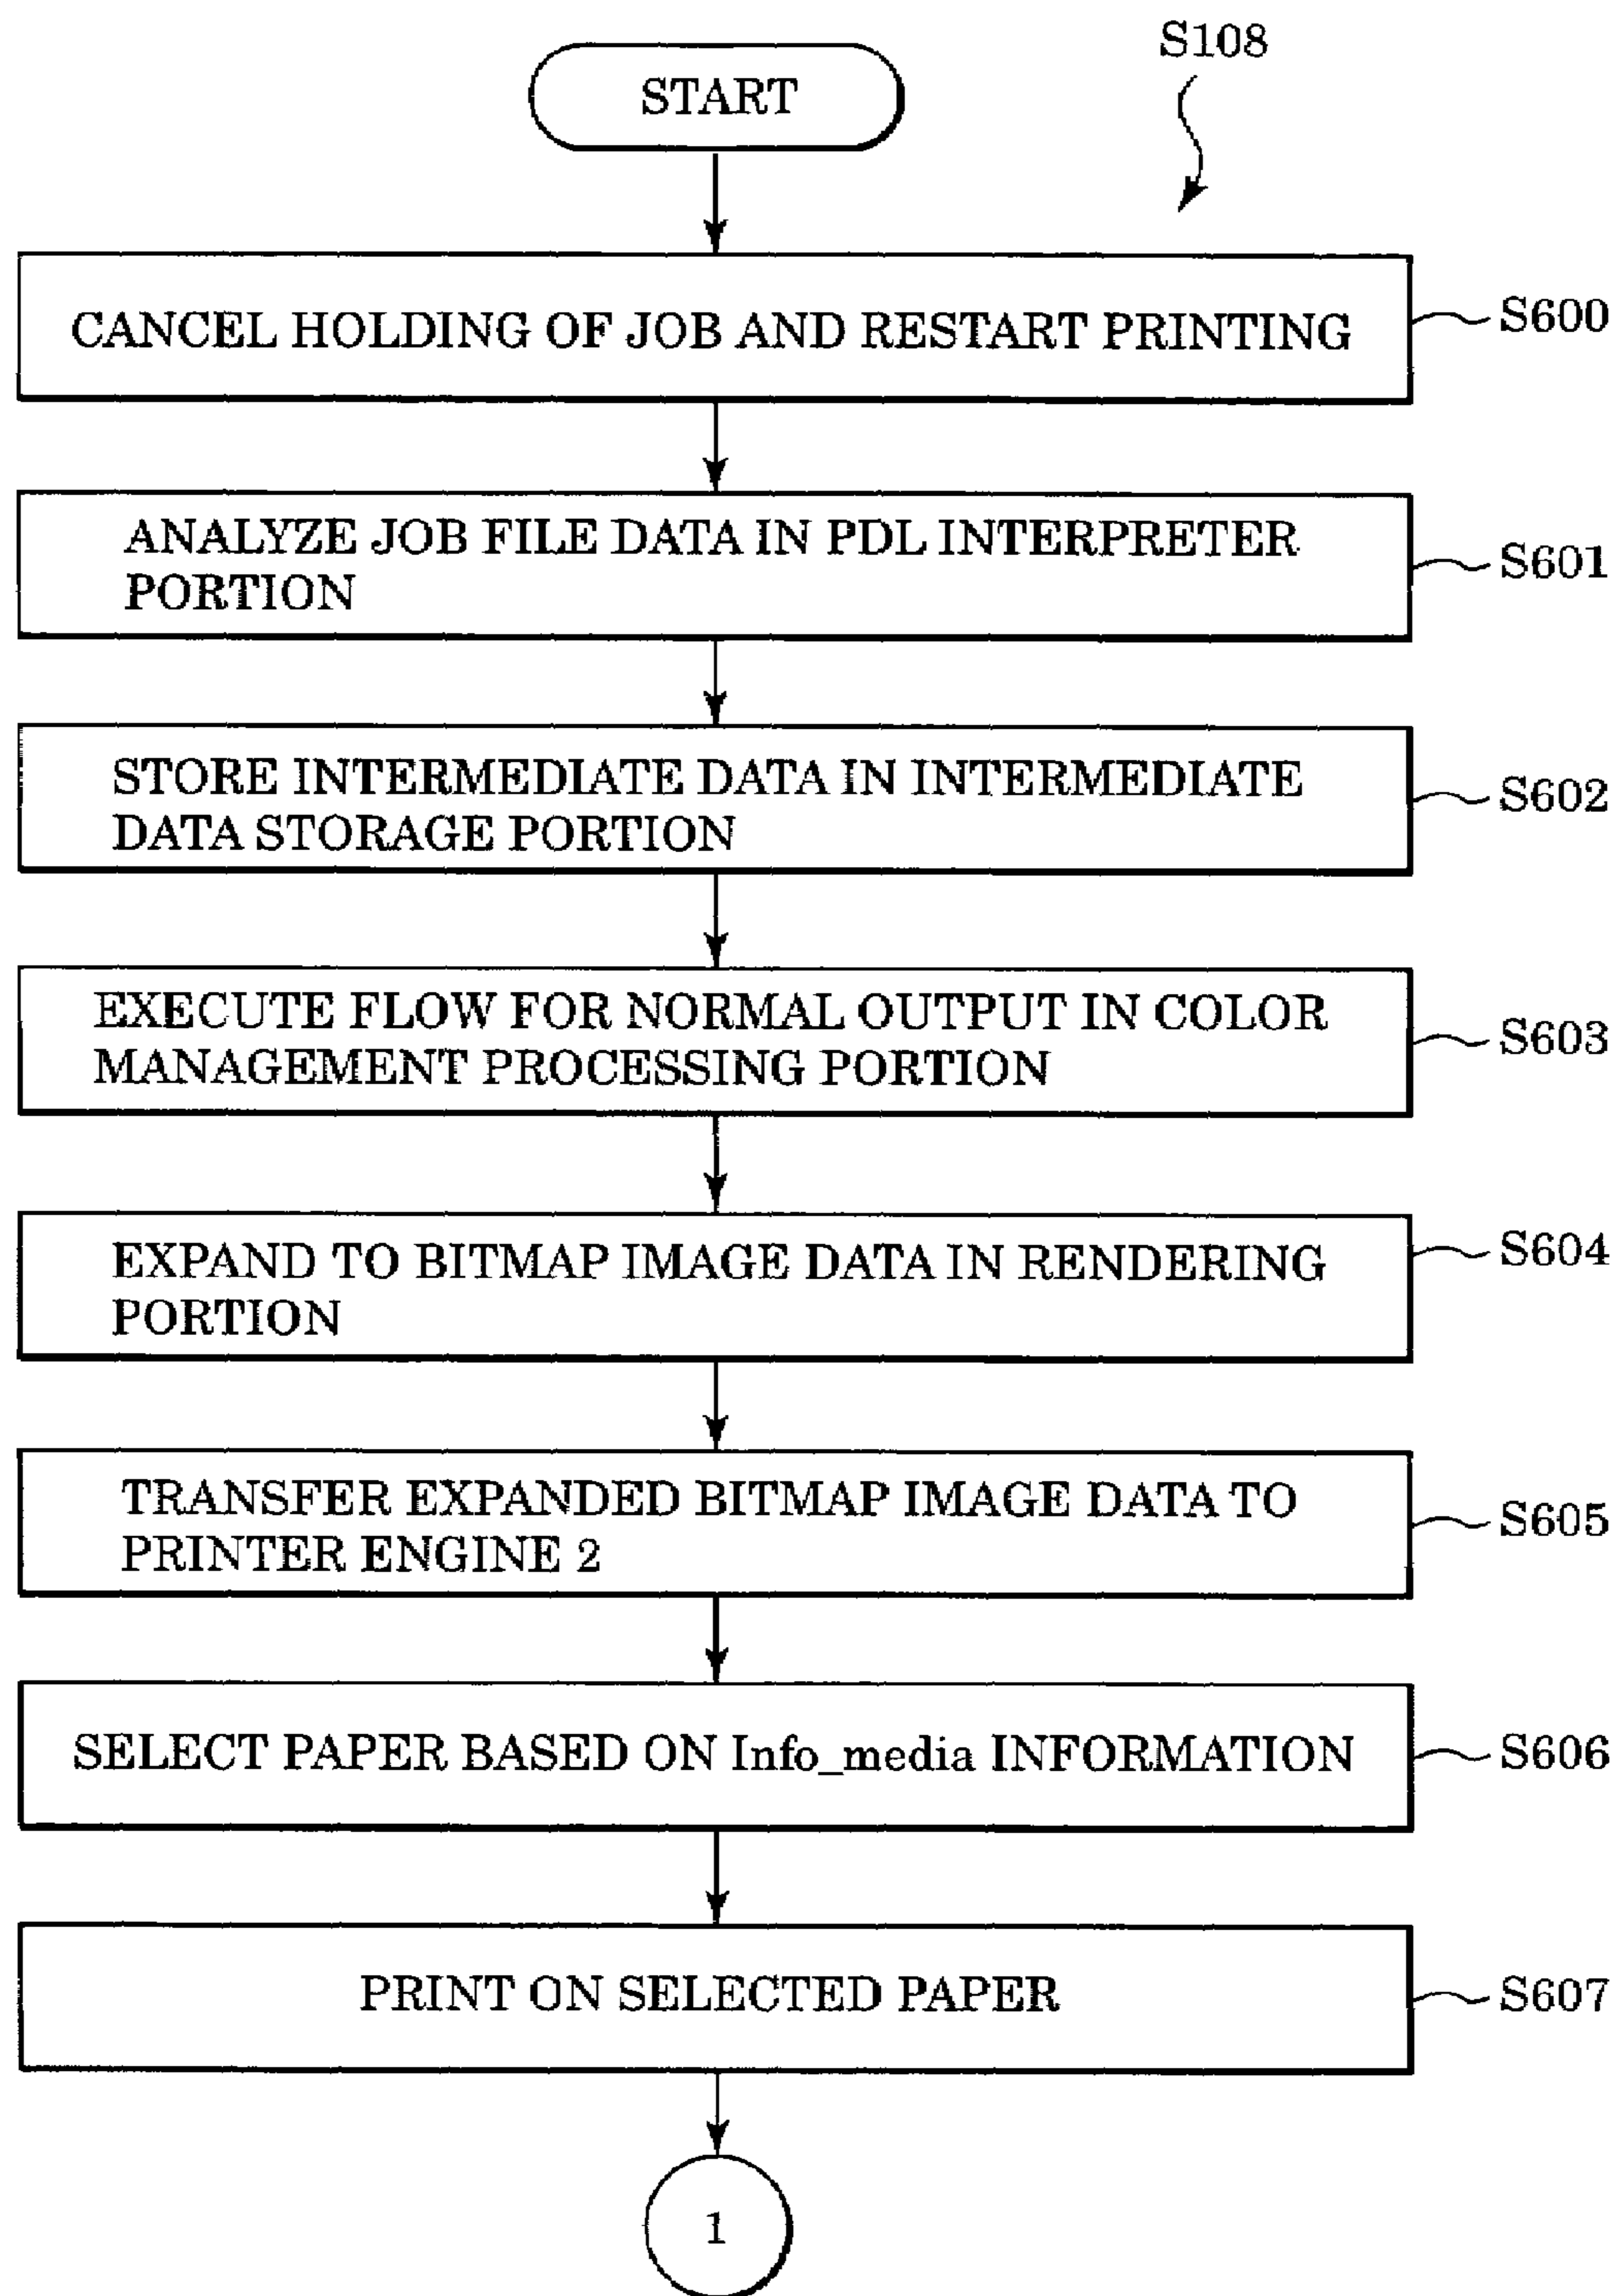 S108
START
CANCEL HOLDING OF JOB AND RESTART PRINTING
S600
ANALYZE JOB FILE DATA IN PDL INTERPRETER
PORTION
S601
STORE INTERMEDIATE DATA IN INTERMEDIATE
DATA STORAGE PORTION
S602
EXECUTE FLOW FOR NORMAL OUTPUT IN COLOR
MANAGEMENT PROCESSING PORTION
S603
EXPAND TO BITMAP IMAGE DATA IN RENDERING
PORTION
S604
TRANSFER EXPANDED BITMAP IMAGE DATA TO
PRINTER ENGINE 2
S605
SELECT PAPER BASED ON Info_media INFORMATION
S606
PRINT ON SELECTED PAPER
S607
1